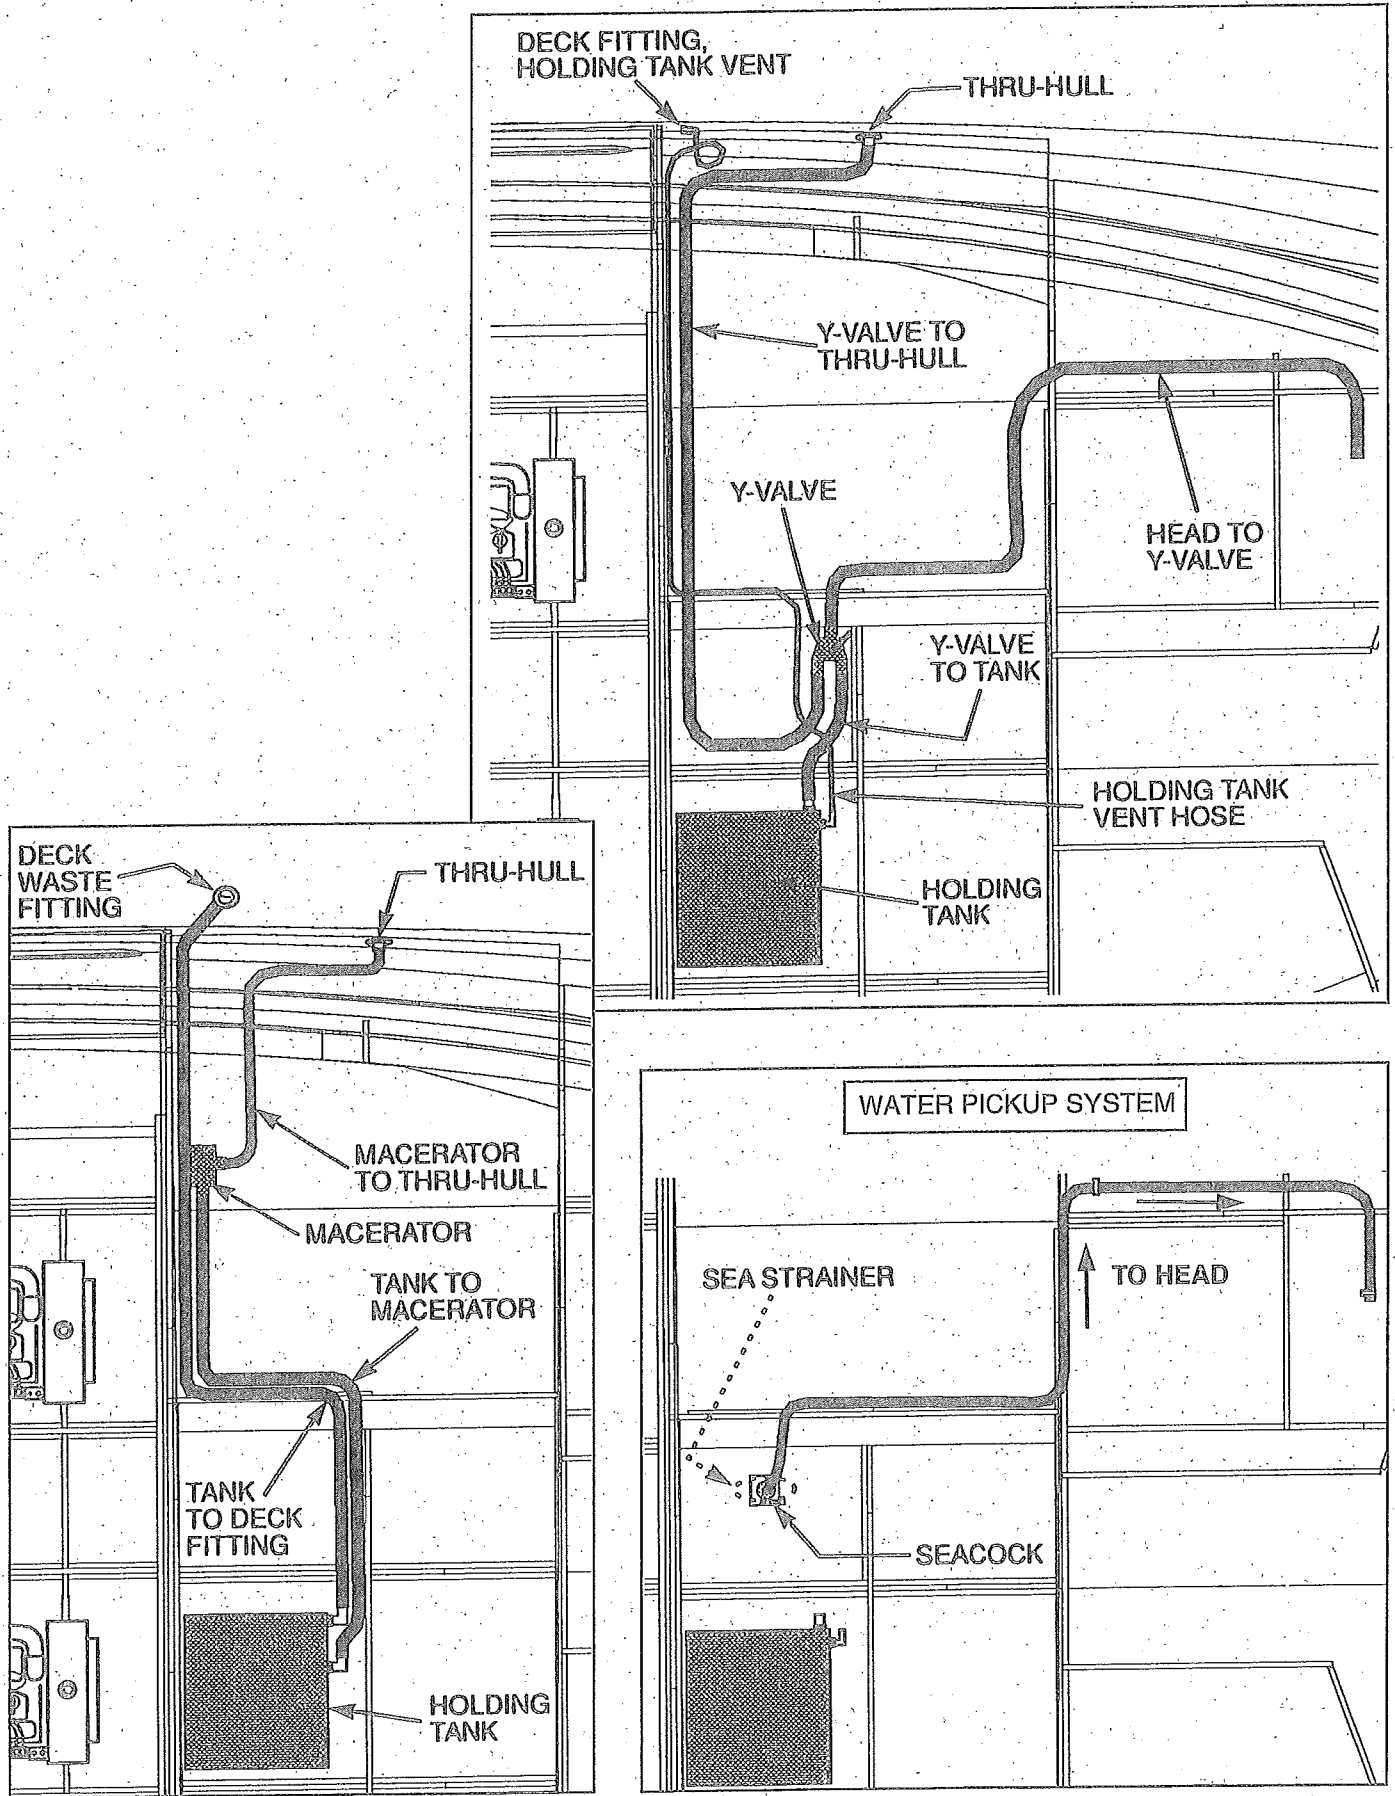 DECK FITTING,
HOLDING TANK VENT
THRU-HULL
Y-VALVE TO
THRU-HULL
Y-VALVE
HEAD TO
Y-VALVE
Y-VALVE
TO TANK
HOLDING TANK
VENT HOSE
HOLDING
TANK
DECK
WASTE
FITTING
THRU-HULL
MACERATOR
TO THRU-HULL
MACERATOR
TANK TO
MACERATOR
TANK
TO DECK
FITTING
HOLDING
TANK
WATER PICKUP SYSTEM
SEA STRAINER
TO HEAD
SEACOCK